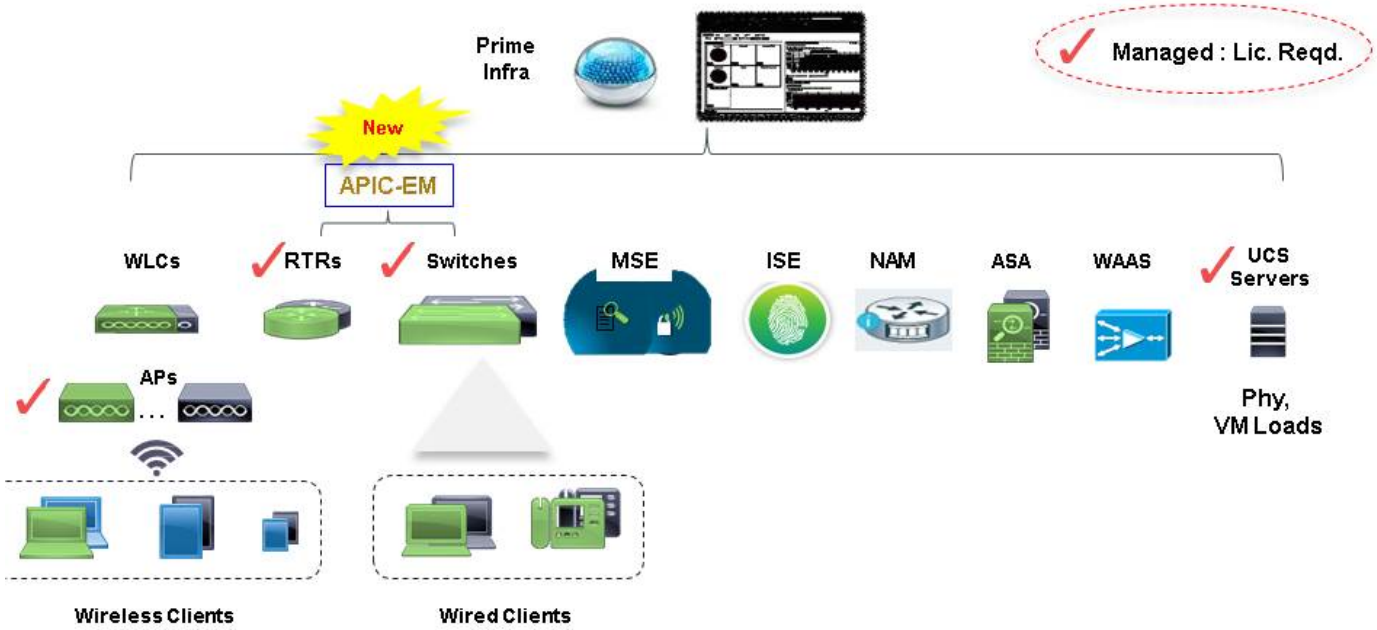 Prime
Infra
Managed : Lic. Reqd.
New
APIC-EM
WLCs
RTRs
Switches
MSE
ISE
NAM
ASA
WAAS
UCS
Servers
APs
...
Phy,
VM Loads
Wireless Clients
Wired Clients